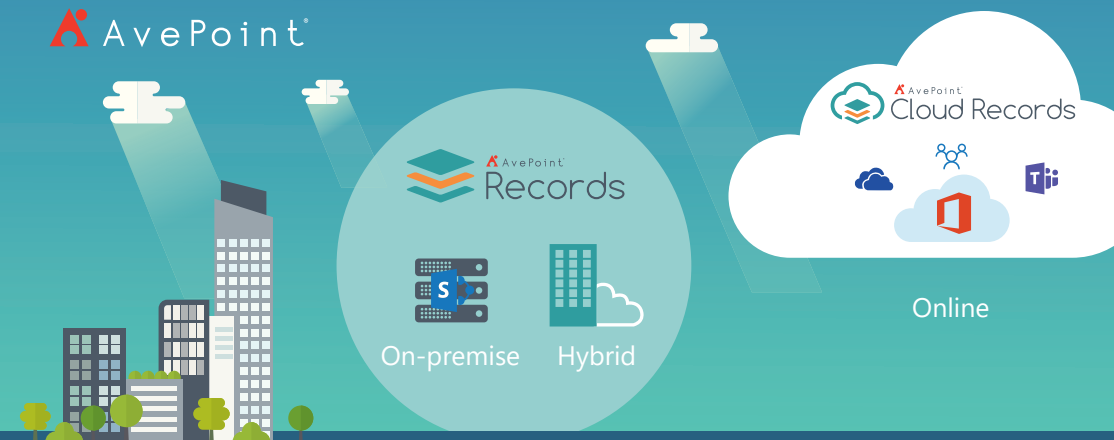 AvePoint®
AvePoint
Cloud Records
AvePoint
Records
T
S
On-premise
Hybrid
Online